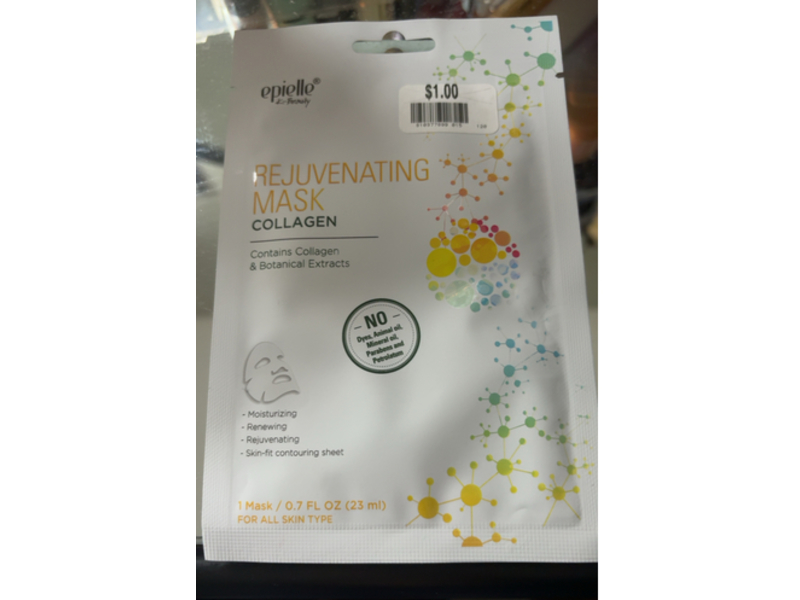 epielle®
it's Beauty
$1.00
REJUVENATING
MASK
COLLAGEN
Contains Collagen
& Botanical Extracts
NO
Dyes, Animal oil,
Mineral oil,
Parabens and
Petrolatum
- Moisturizing
- Renewing
- Rejuvenating
- Skin-fit contouring sheet
1 Mask / 0.7 FL OZ (23 ml)
FOR ALL SKIN TYPE